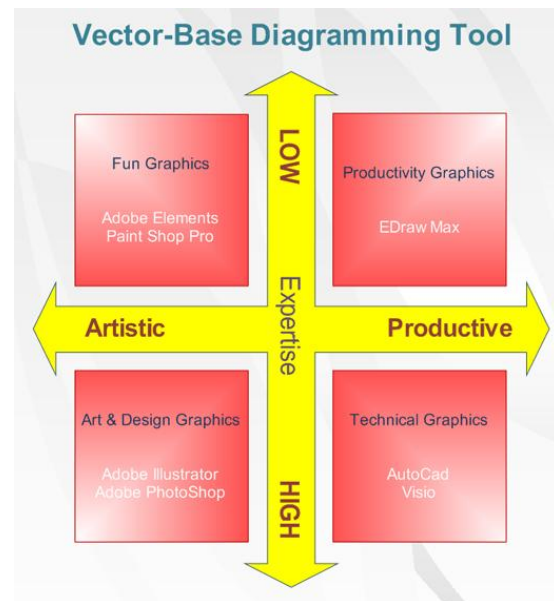 Vector-Base Diagramming Tool
LOW
Fun Graphics
Adobe Elements
Paint Shop Pro
Productivity Graphics
EDraw Max
Artistic
Expertise
Productive
Art & Design Graphics
Adobe Illustrator
Adobe PhotoShop
Technical Graphics
AutoCad
Visio
HIGH